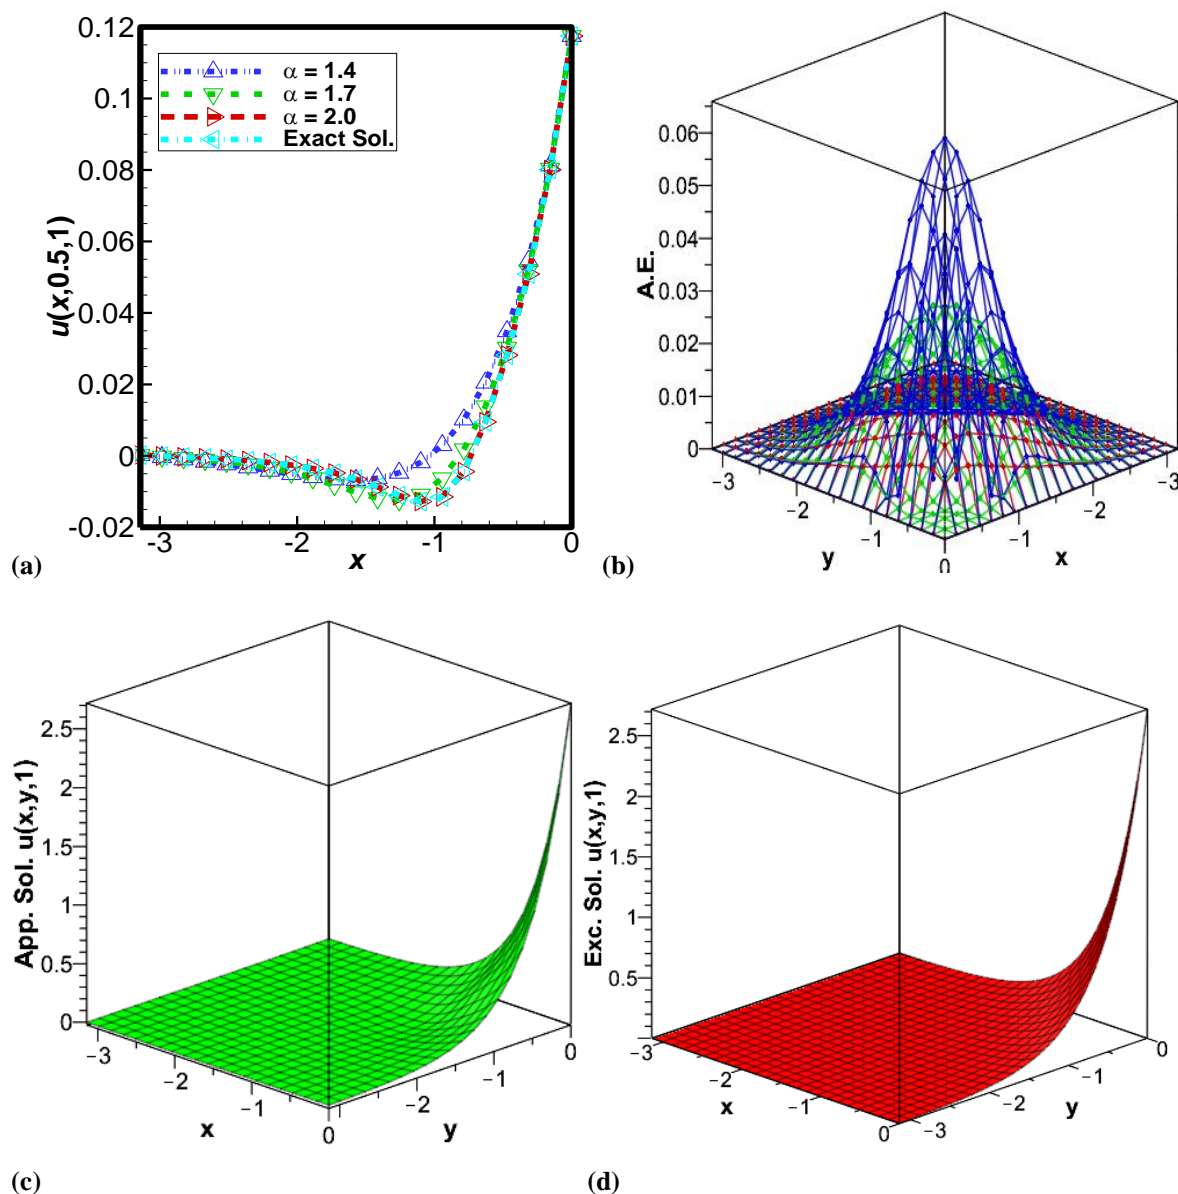 0.12
0.1
0.08
0.06
0.04
0.02
0
-0.02
u(x,0.5,1)
α = 1.4
α = 1.7
α = 2.0
Exact Sol.
-3 -2 -1 0
x
(a)
0.06
0.05
0.04
0.03
0.02
0.01
0
A.E.
-3 -2 -1 0 -1 -2 -3
y x
(b)
2.5
2
1.5
1
0.5
0
App. Sol. u(x,y,1)
-3 -2 -1 0 -2 -1 0
x y
(c)
2.5
2
1.5
1
0.5
Exc. Sol. u(x,y,1)
-3 -2 -1 0 -3 -2 -1 0
x y
(d)